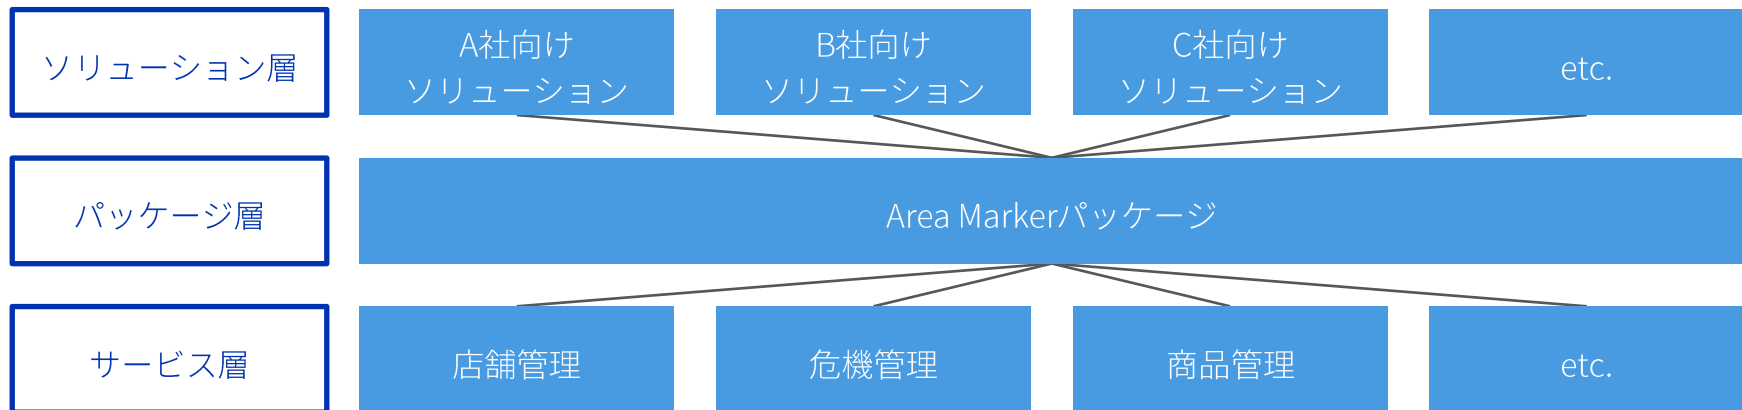 ソリューション層
A社向け
ソリューション
B社向け
ソリューション
C社向け
ソリューション
etc.
パッケージ層
Area Markerパッケージ
サービス層
店舗管理
危機管理
商品管理
etc.